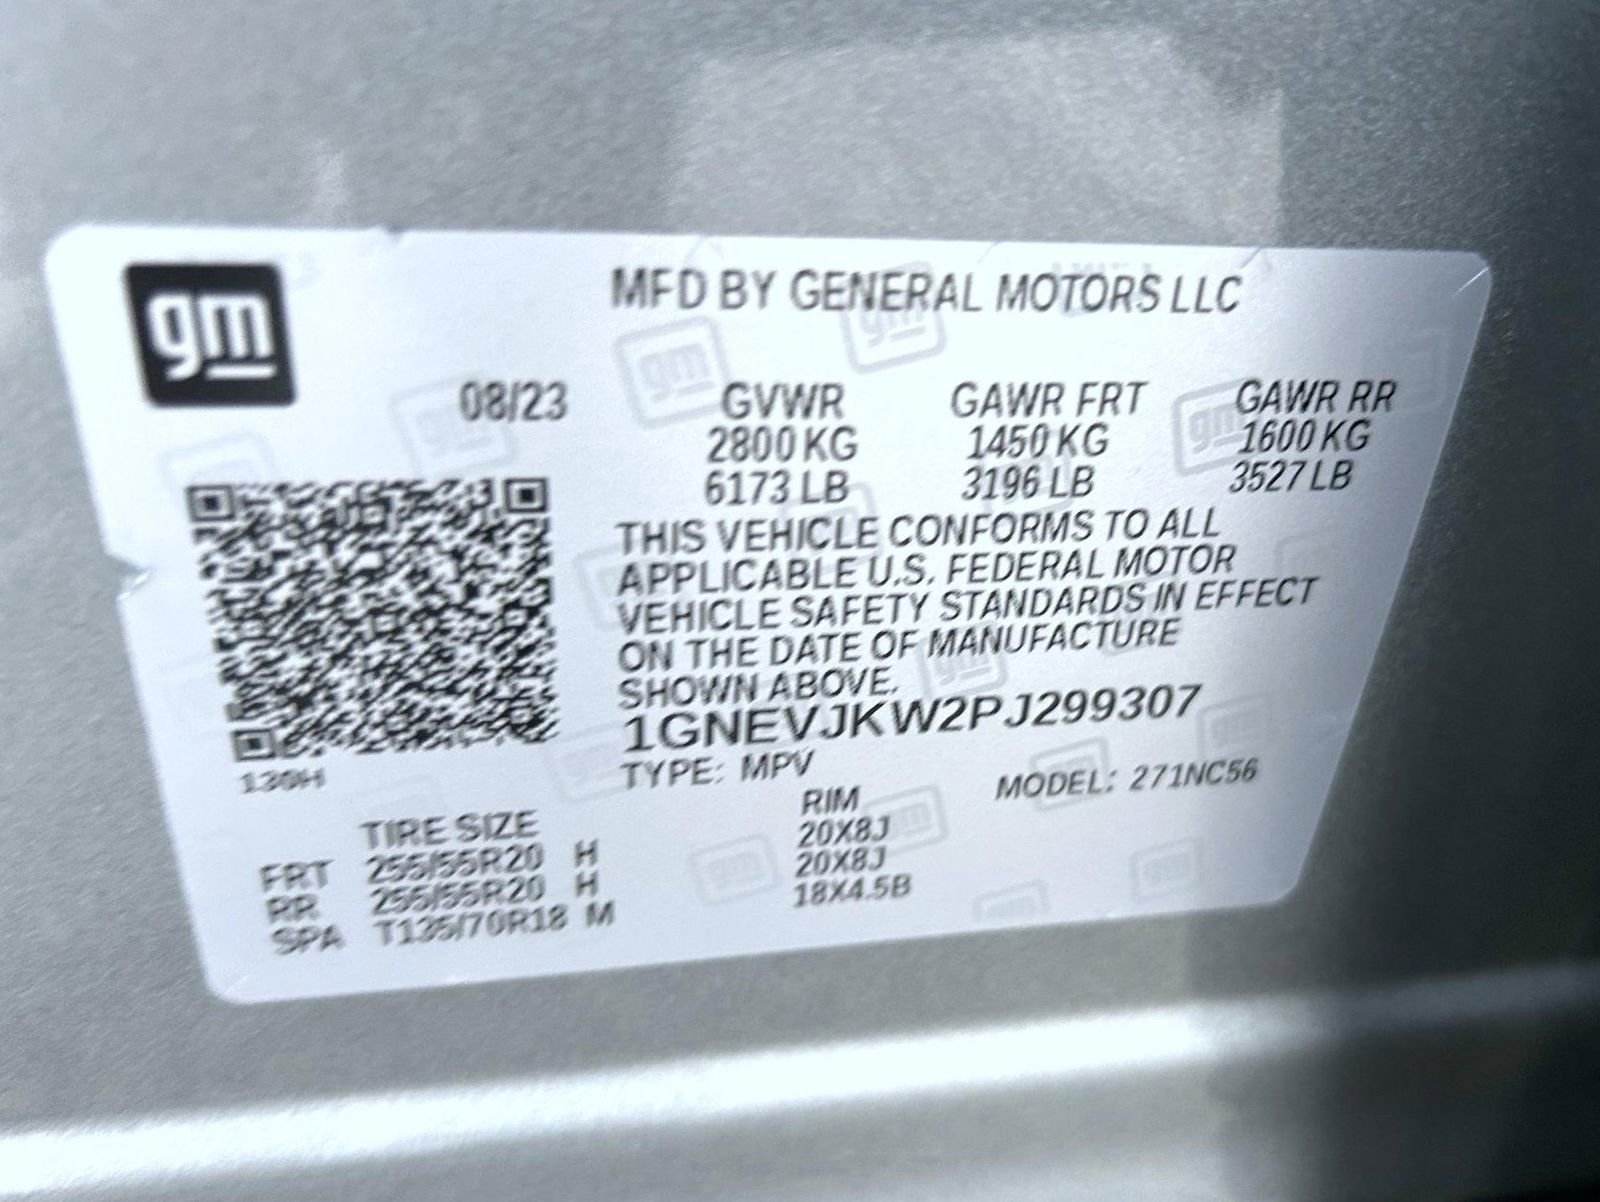 gm
MFD BY GENERAL MOTORS LLC
08/23 GVWR GAWR FRT GAWR RR
2800 KG 1450 KG 1600 KG
6173 LB 3196 LB 3527 LB
THIS VEHICLE CONFORMS TO ALL
APPLICABLE U.S. FEDERAL MOTOR
VEHICLE SAFETY STANDARDS IN EFFECT
ON THE DATE OF MANUFACTURE
SHOWN ABOVE.
1GNEVJKW2PJ299307
130H
TYPE: MPV MODEL: 271NC56
TIRE SIZE RIM
FRT 255/55R20 H 20X8J
RR 255/55R20 H 20X8J
SPA T135/70R18 M 18X4.5B